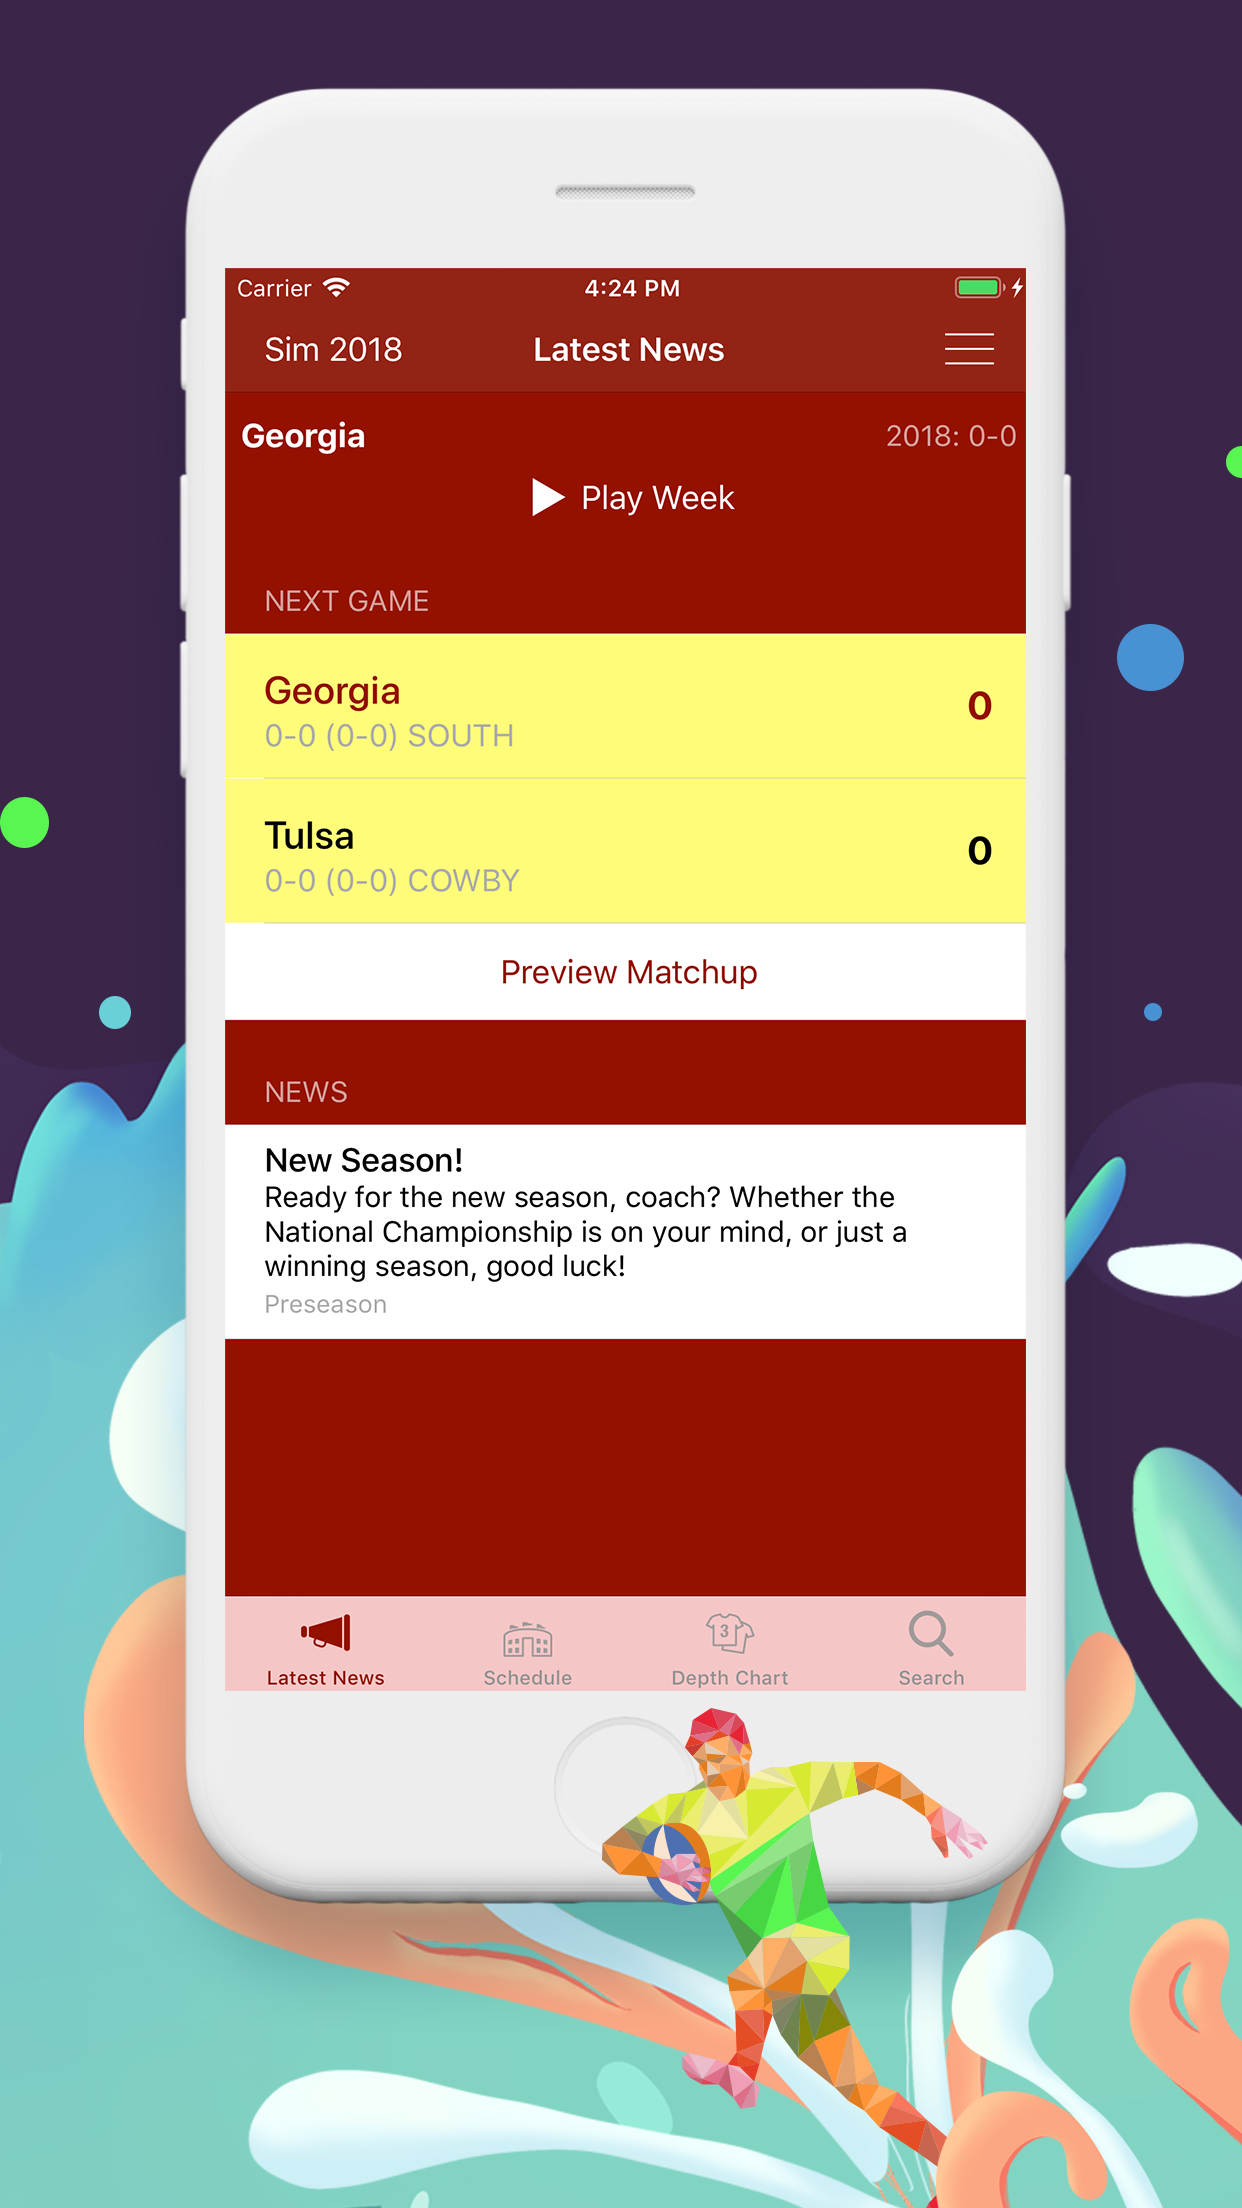 Carrier 4:24 PM
Sim 2018 Latest News
Georgia 2018: 0-0
Play Week
NEXT GAME
Georgia 0
0-0 (0-0) SOUTH
Tulsa 0
0-0 (0-0) COWBY
Preview Matchup
NEWS
New Season!
Ready for the new season, coach? Whether the
National Championship is on your mind, or just a
winning season, good luck!
Preseason
3
Latest News Schedule Depth Chart Search